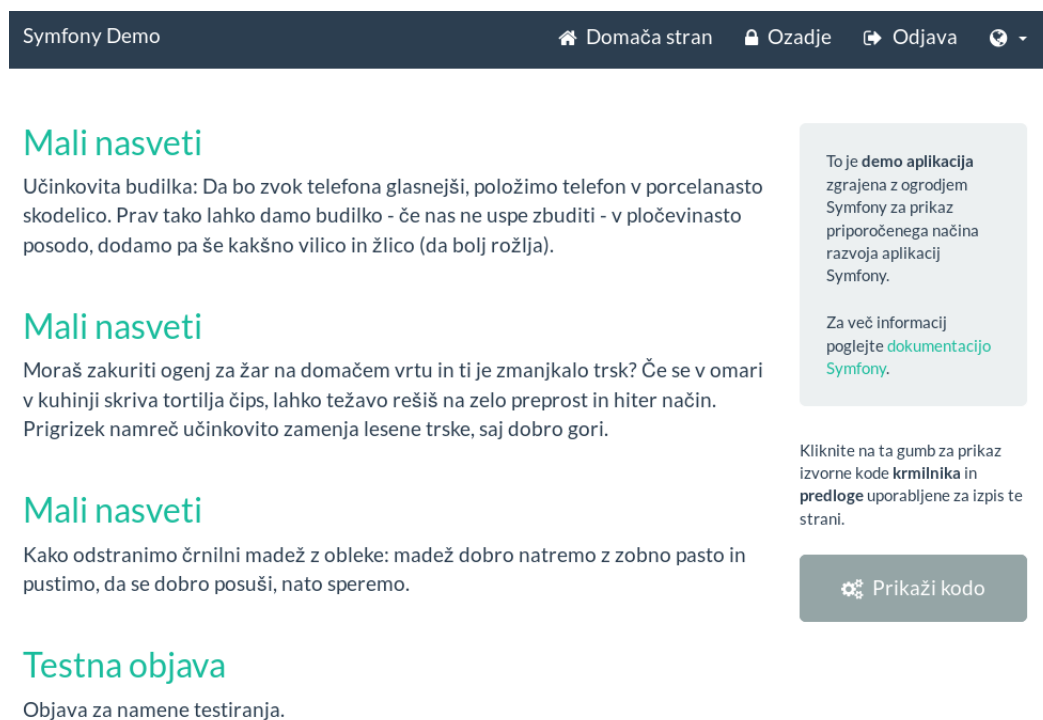 Symfony Demo
Domača stran
Ozadje
Odjava
Mali nasveti
Učinkovita budilka: Da bo zvok telefona glasnejši, položimo telefon v porcelanasto
skodelico. Prav tako lahko damo budilko - če nas ne uspe zbuditi - v pločevinasto
posodo, dodamo pa še kakšno vilico in žlico (da bolj rožlja).
Mali nasveti
Moraš zakuriti ogenj za žar na domačem vrtu in ti je zmanjkalo trsk? Če se v omari
v kuhinji skriva tortilja čips, lahko težavo rešiš na zelo preprost in hiter način.
Prigrizek namreč učinkovito zamenja lesene trske, saj dobro gori.
Mali nasveti
Kako odstranimo črnilni madež z obleke: madež dobro natremo z zobno pasto in
pustimo, da se dobro posuši, nato speremo.
Testna objava
Objava za namene testiranja.
To je demo aplikacija
zgrajena z ogrodjem
Symfony za prikaz
priporočenega načina
razvoja aplikacij
Symfony.
Za več informacij
poglejte dokumentacijo
Symfony.
Kliknite na ta gumb za prikaz
izvorne kode krmilnika in
predloge uporabljene za izpis te
strani.
Prikaži kodo